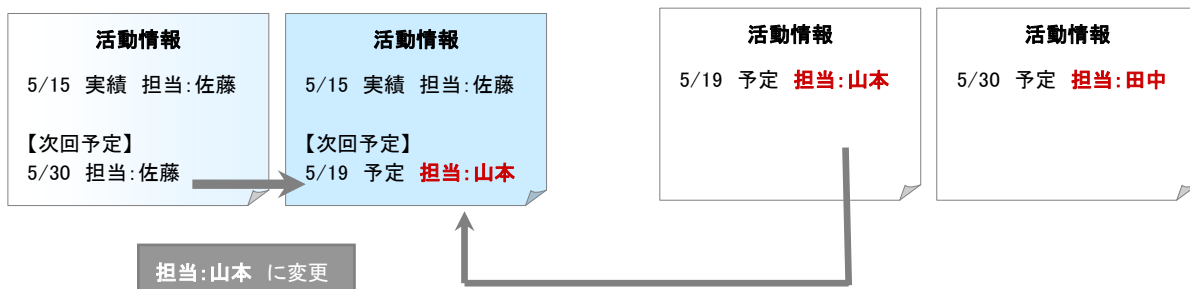 活動情報
5/15 実績 担当:佐藤
【次回予定】
5/30 担当:佐藤
活動情報
5/15 実績 担当:佐藤
【次回予定】
5/19 予定 担当:山本
活動情報
5/19 予定 担当:山本
活動情報
5/30 予定 担当:田中
担当:山本 に変更